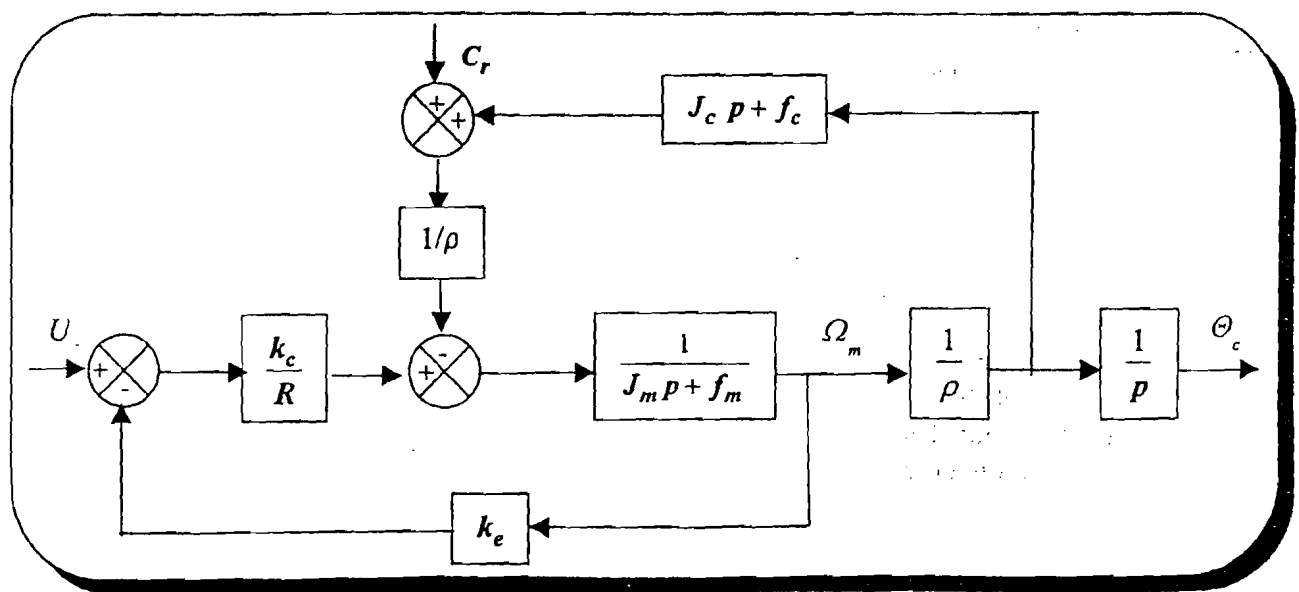 C_r
+
+
J_c p + f_c
1/ρ
U
+
-
k_c
R
-
+
1
J_m p + f_m
Ω_m
1
ρ
1
p
Θ_c
k_e